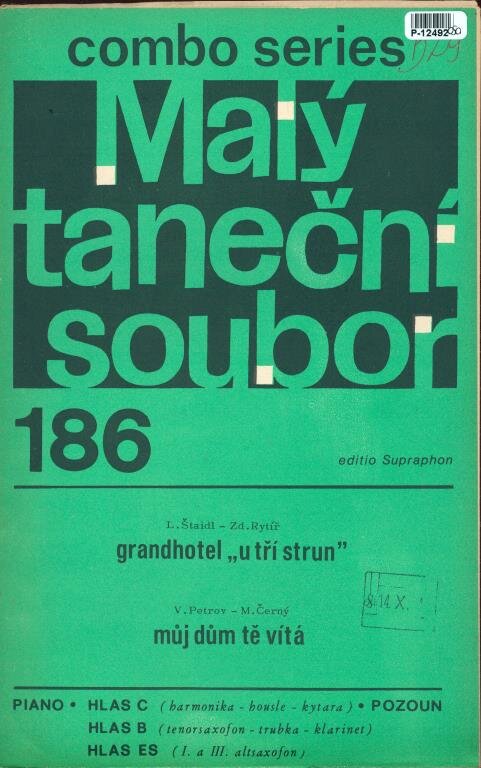 P-12492
combo series
Malý
taneční
soubor
186
editio Supraphon
L.Štaidl - Zd.Rytíř
grandhotel „u tří strun”
V.Petrov - M.Černý
můj dům tě vítá
PIANO • HLAS C (harmonika - housle - kytara) • POZOUN
HLAS B (tenorsaxofon - trubka - klarinet)
HLAS ES (I. a III. altsaxofon)